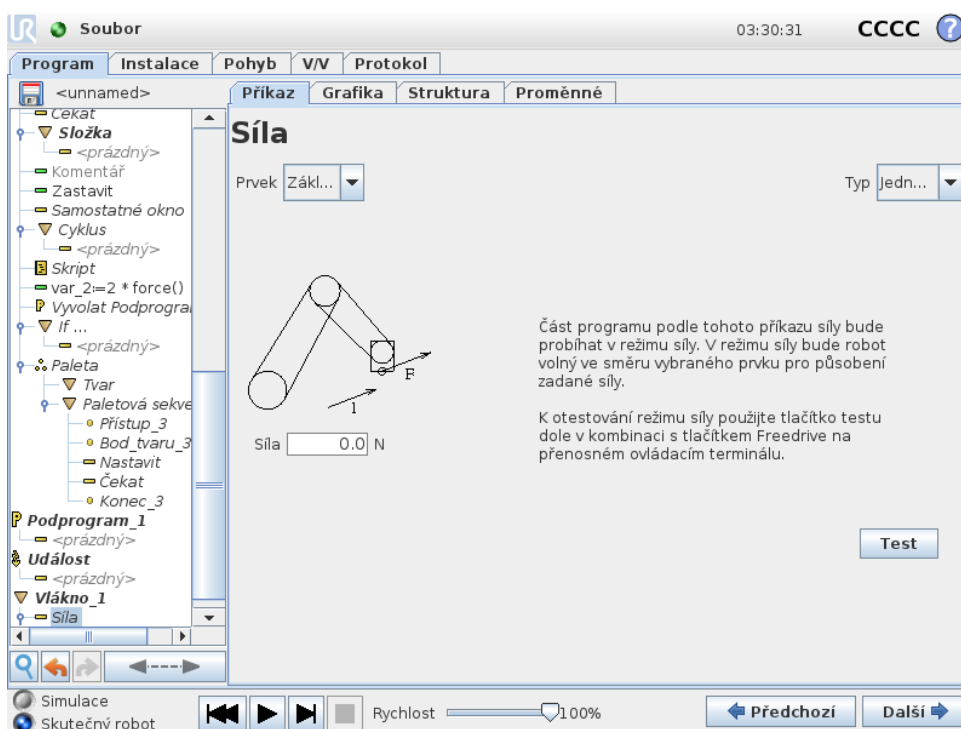 UR Soubor 03:30:31 CCCC ?
Program Instalace Pohyb V/V Protokol
<unnamed>
Příkaz Grafika Struktura Proměnné
Čekat
Složka
<prázdný>
Komentář
Zastavit
Samostatné okno
Cyklus
<prázdný>
Skript
var_2:=2 * force()
P Vyvolat Podprogra
If ...
<prázdný>
Paleta
Tvar
Paletová sekve
Přístup_3
Bod_tvaru_3
Nastavit
Čekat
Konec_3
P Podprogram_1
<prázdný>
Událost
<prázdný>
Vlákno_1
Síla
Síla
Prvek Zákl... Typ Jedn...
F
1
Síla 0.0 N
Část programu podle tohoto příkazu síly bude
probíhat v režimu síly. V režimu síly bude robot
volný ve směru vybraného prvku pro působení
zadané síly.
K otestování režimu síly použijte tlačítko testu
dole v kombinaci s tlačítkem Freedrive na
přenosném ovládacím terminálu.
Test
Simulace
Skutečný robot
Rychlost 100%
Předchozí Další